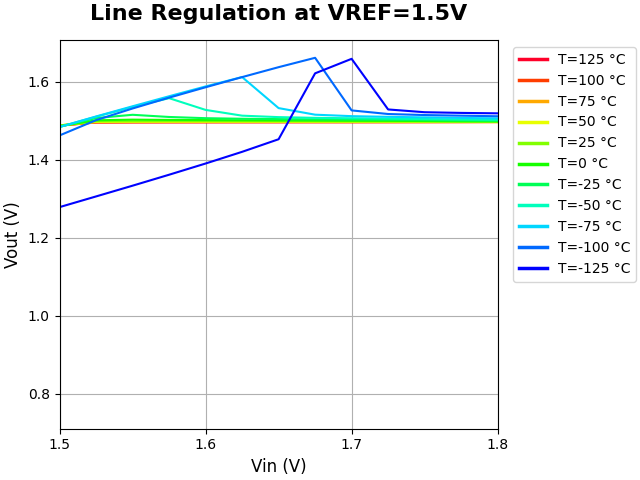 Line Regulation at VREF=1.5V
Vout (V)
1.6
1.4
1.2
1.0
0.8
1.5
1.6
1.7
1.8
Vin (V)
T=125 °C
T=100 °C
T=75 °C
T=50 °C
T=25 °C
T=0 °C
T=-25 °C
T=-50 °C
T=-75 °C
T=-100 °C
T=-125 °C